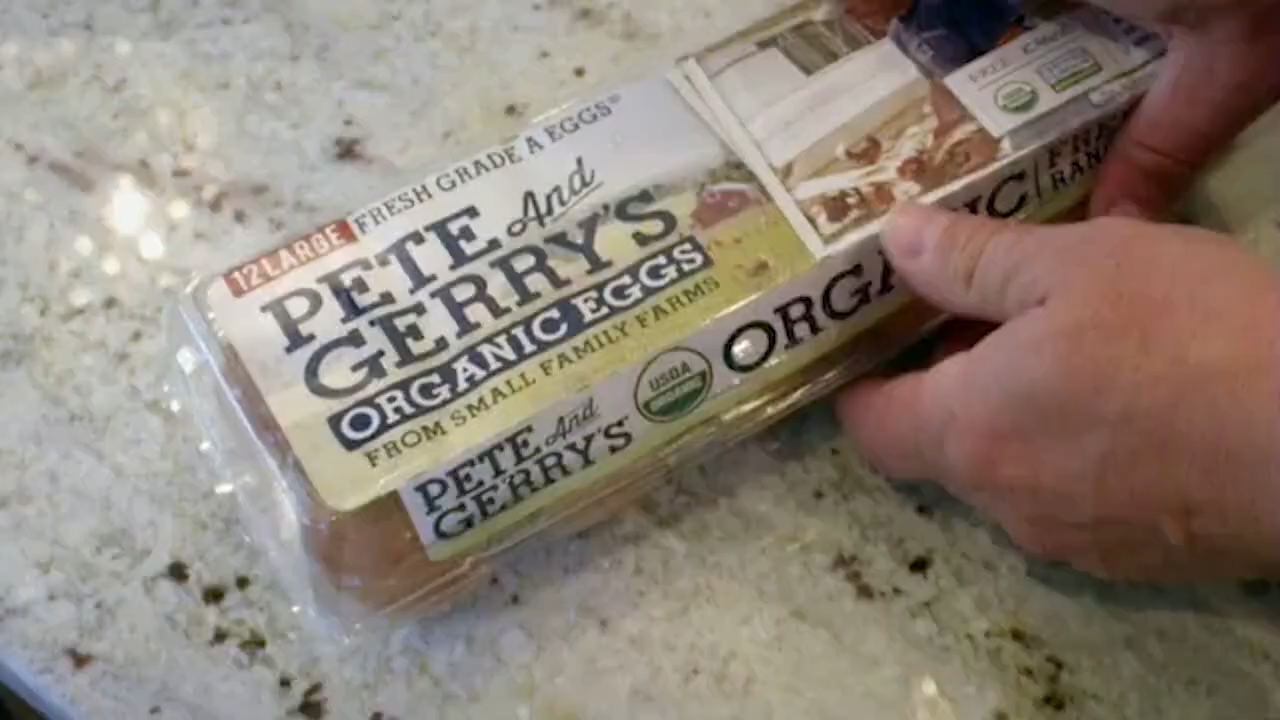 12 LARGE FRESH GRADE A EGGS
PETE And
GERRY'S
ORGANIC EGGS
FROM SMALL FAMILY FARMS
PETE And
GERRY'S
USDA
ORGANIC